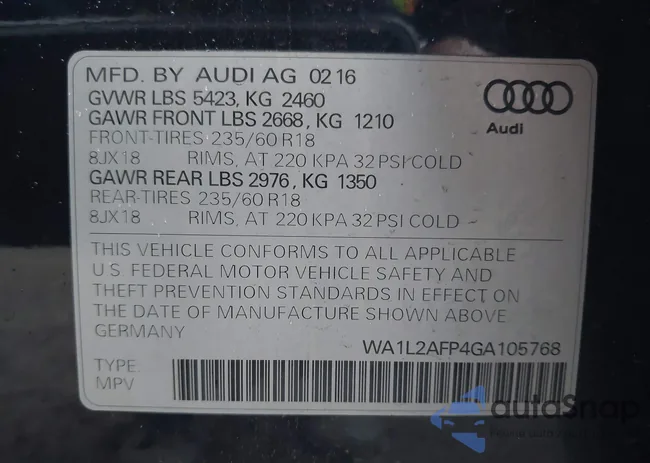 MFD. BY AUDI AG 02 16
GVWR LBS 5423, KG 2460
GAWR FRONT LBS 2668, KG 1210
FRONT-TIRES 235/60 R18
8JX18 RIMS, AT 220 KPA 32 PSI COLD
GAWR REAR LBS 2976, KG 1350
REAR-TIRES 235/60 R18
8JX18 RIMS, AT 220 KPA 32 PSI COLD
Audi
THIS VEHICLE CONFORMS TO ALL APPLICABLE
U.S. FEDERAL MOTOR VEHICLE SAFETY AND
THEFT PREVENTION STANDARDS IN EFFECT ON
THE DATE OF MANUFACTURE SHOWN ABOVE
GERMANY
WA1L2AFP4GA105768
TYPE:
MPV
autoSnap